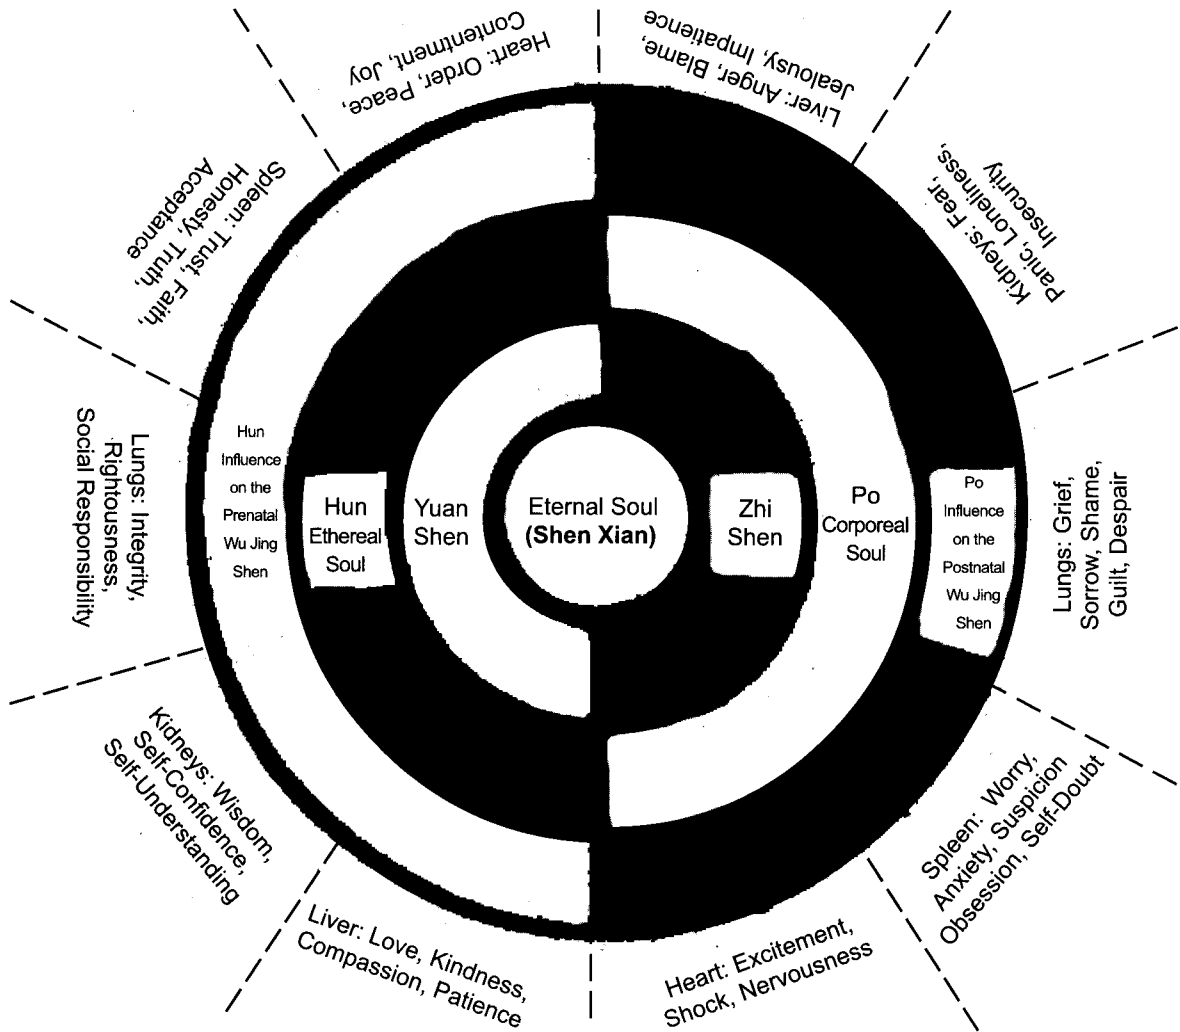 Heart: Order, Peace,
Contentment, Joy
Liver: Anger, Blame,
Jealousy, Impatience
Spleen: Trust, Faith,
Honesty, Truth,
Acceptance
Kidneys: Fear,
Panic, Loneliness,
Insecurity
Lungs: Integrity,
Rightousness,
Social Responsibility
Hun
Influence
on the
Prenatal
Wu Jing
Shen
Hun
Ethereal
Soul
Yuan
Shen
Eternal Soul
(Shen Xian)
Zhi
Shen
Po
Corporeal
Soul
Po
Influence
on the
Postnatal
Wu Jing
Shen
Lungs: Grief,
Sorrow, Shame,
Guilt, Despair
Kidneys: Wisdom,
Self-Confidence,
Self-Understanding
Spleen: Worry,
Anxiety, Suspicion
Obsession, Self-Doubt
Liver: Love, Kindness,
Compassion, Patience
Heart: Excitement,
Shock, Nervousness